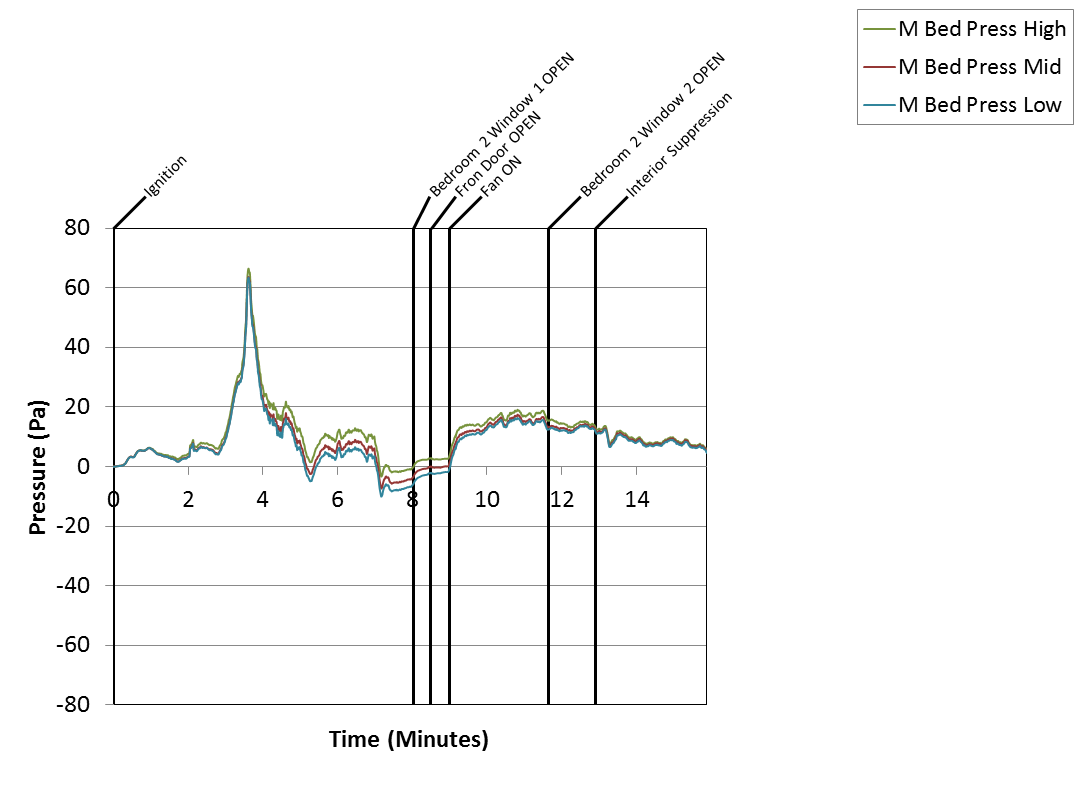 M Bed Press High
M Bed Press Mid
M Bed Press Low
Ignition
Bedroom 2 Window 1 OPEN
Fron Door OPEN
Fan ON
Bedroom 2 Window 2 OPEN
Interior Suppression
80
60
40
20
0
-20
-40
-60
-80
Pressure (Pa)
0 2 4 6 8 10 12 14
Time (Minutes)